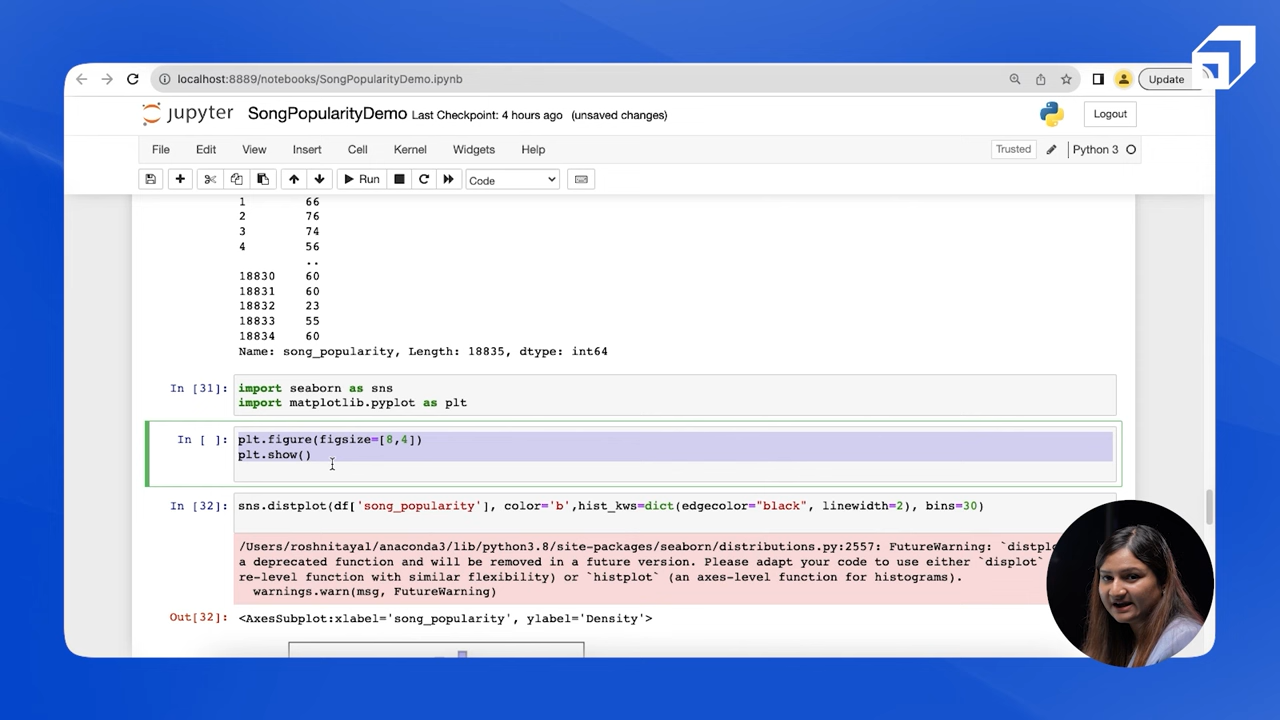 localhost:8889/notebooks/SongPopularityDemo.ipynb
Update
jupyter SongPopularityDemo Last Checkpoint: 4 hours ago (unsaved changes)
Logout
File Edit View Insert Cell Kernel Widgets Help
Trusted Python 3
Run Code
1 66
2 76
3 74
4 56
..
18830 60
18831 60
18832 23
18833 55
18834 60
Name: song_popularity, Length: 18835, dtype: int64
In [31]: import seaborn as sns
import matplotlib.pyplot as plt
In [ ]: plt.figure(figsize=[8,4])
plt.show()
In [32]: sns.distplot(df['song_popularity'], color='b',hist_kws=dict(edgecolor="black", linewidth=2), bins=30)
/Users/roshnitayal/anaconda3/lib/python3.8/site-packages/seaborn/distributions.py:2557: FutureWarning: `distpl
a deprecated function and will be removed in a future version. Please adapt your code to use either `displot`
re-level function with similar flexibility) or `histplot` (an axes-level function for histograms).
warnings.warn(msg, FutureWarning)
Out[32]: <AxesSubplot:xlabel='song_popularity', ylabel='Density'>